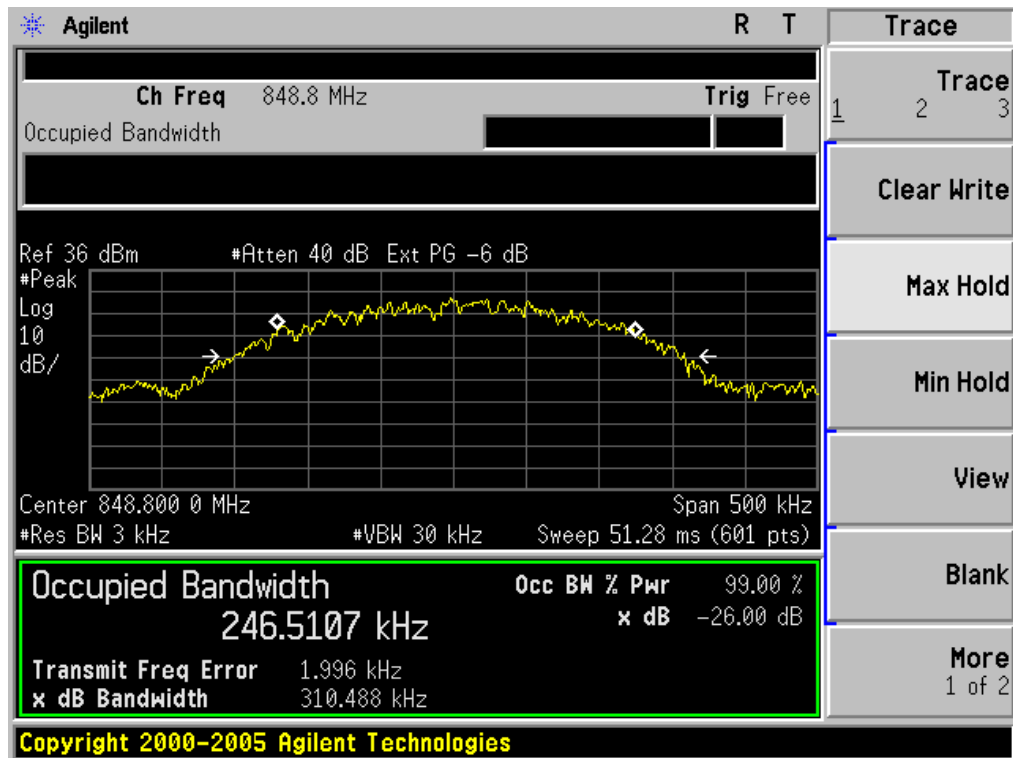 Agilent R T Trace
Ch Freq 848.8 MHz Trig Free
Occupied Bandwidth
Trace
1 2 3
Clear Write
Max Hold
Min Hold
View
Blank
More
1 of 2
Ref 36 dBm #Atten 40 dB Ext PG -6 dB
#Peak
Log
10
dB/
Center 848.800 0 MHz Span 500 kHz
#Res BW 3 kHz #VBW 30 kHz Sweep 51.28 ms (601 pts)
Occupied Bandwidth Occ BW % Pwr 99.00 %
246.5107 kHz x dB -26.00 dB
Transmit Freq Error 1.996 kHz
x dB Bandwidth 310.488 kHz
Copyright 2000-2005 Agilent Technologies